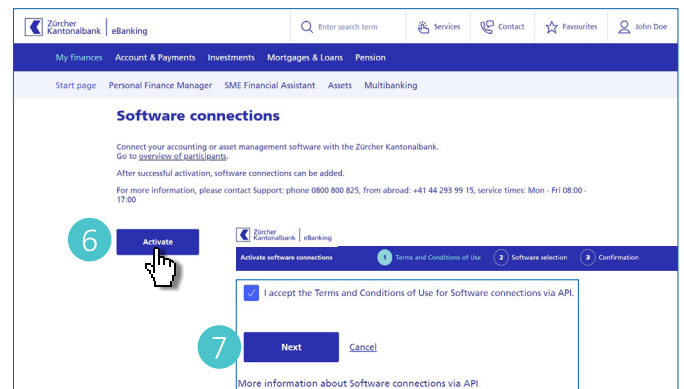 Zürcher
Kantonalbank eBanking
Enter search term
Services
Contact
Favourites
John Doe
My finances Account & Payments Investments Mortgages & Loans Pension
Start page Personal Finance Manager SME Financial Assistant Assets Multibanking
Software connections
Connect your accounting or asset management software with the Zürcher Kantonalbank.
Go to overview of participants.
After successful activation, software connections can be added.
For more information, please contact Support: phone 0800 800 825, from abroad: +41 44 293 99 15, service times: Mon - Fri 08:00 -
17:00
6 Activate
Zürcher
Kantonalbank eBanking
Activate software connections 1 Terms and Conditions of Use 2 Software selection 3 Confirmation
I accept the Terms and Conditions of Use for Software connections via API.
7 Next Cancel
More information about Software connections via API